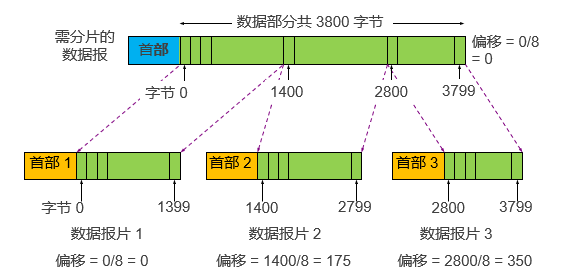 数据部分共 3800 字节
需分片的
数据报
首部
偏移 = 0/8
= 0
字节 0
1400
2800
3799
首部 1
首部 2
首部 3
字节 0
1399
1400
2799
2800
3799
数据报片 1
数据报片 2
数据报片 3
偏移 = 0/8 = 0
偏移 = 1400/8 = 175
偏移 = 2800/8 = 350